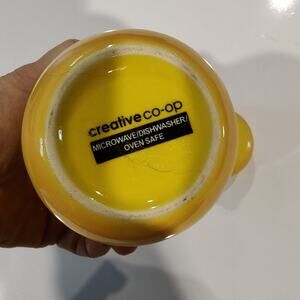 creative co-op
MICROWAVE/DISHWASHER/
OVEN SAFE